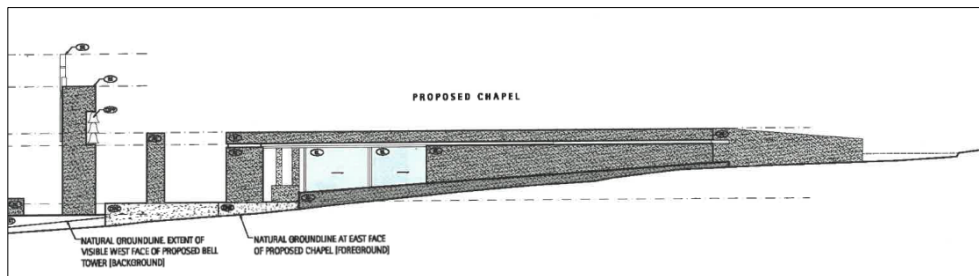 PROPOSED CHAPEL
NATURAL GROUNDLINE. EXTENT OF
VISIBLE WEST FACE OF PROPOSED BELL
TOWER [BACKGROUND]
NATURAL GROUNDLINE AT EAST FACE
OF PROPOSED CHAPEL [FOREGROUND]